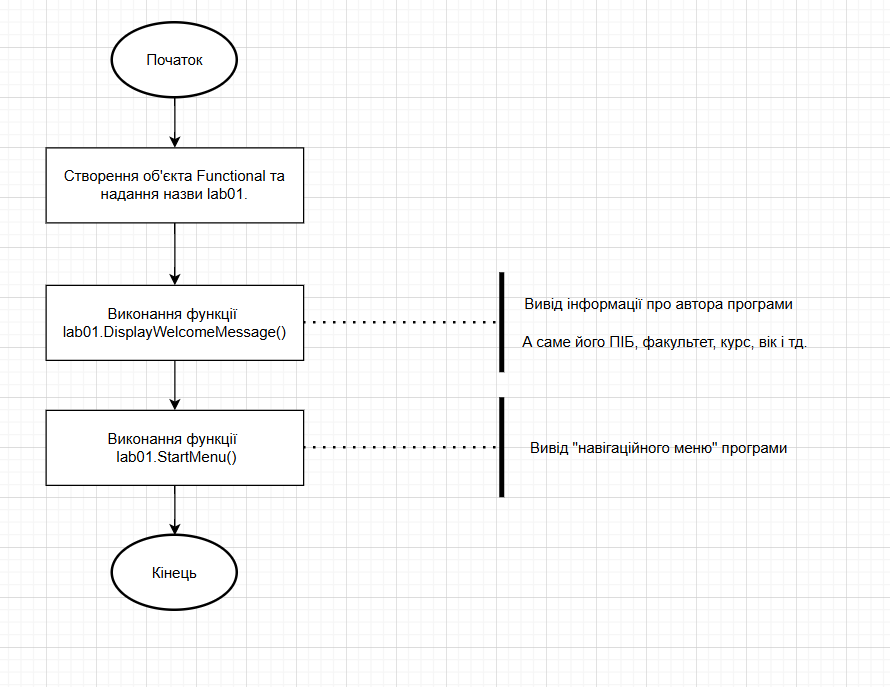 Початок
Створення об'єкта Functional та
надання назви lab01.
Виконання функції
lab01.DisplayWelcomeMessage()
Вивід інформації про автора програми
А саме його ПІБ, факультет, курс, вік і тд.
Виконання функції
lab01.StartMenu()
Вивід "навігаційного меню" програми
Кінець